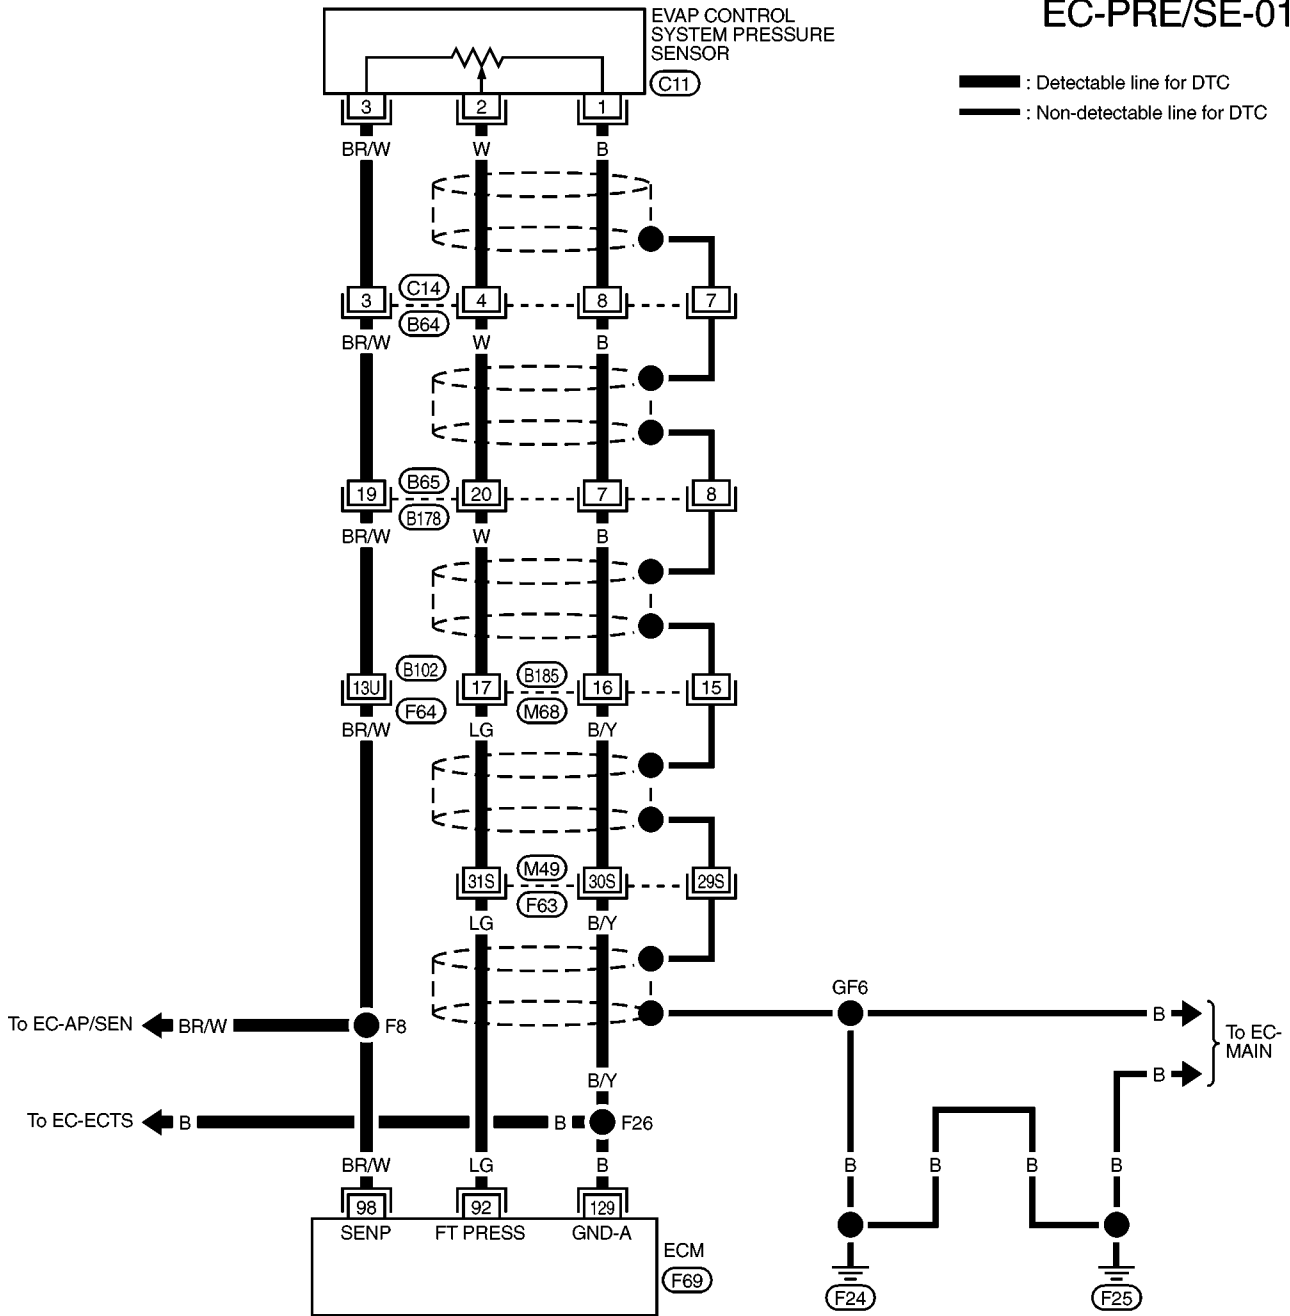 EC-PRE/SE-01
EVAP CONTROL
SYSTEM PRESSURE
SENSOR
C11
: Detectable line for DTC
: Non-detectable line for DTC
3 2 1
BR/W W B
C14
3 4 8 7
B64
BR/W W B
B65
19 20 7 8
B178
BR/W W B
B102 B185
13U 17 16 15
F64 M68
BR/W LG B/Y
M49
31S 30S 29S
F63
LG B/Y
GF6
To EC-AP/SEN BR/W F8
B
To EC-
MAIN
B
B/Y
To EC-ECTS B B F26
BR/W LG B B B B B
98 92 129
SENP FT PRESS GND-A
ECM
F69
F24 F25